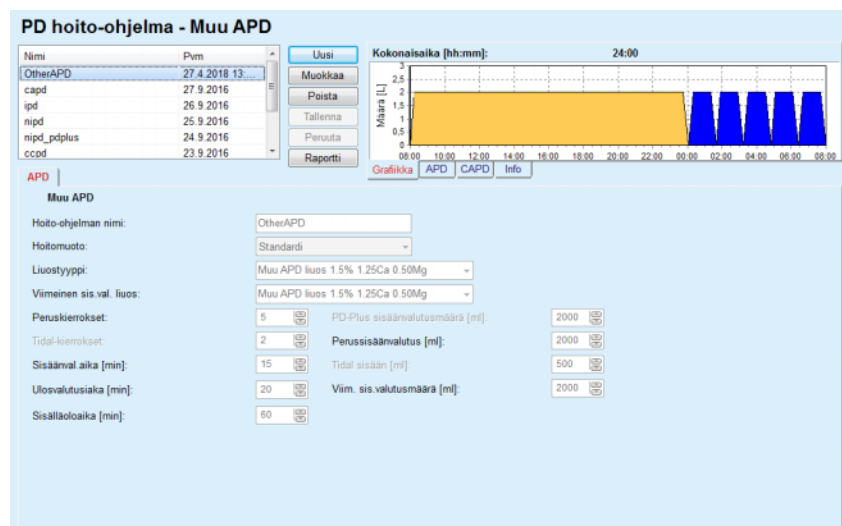 PD hoito-ohjelma - Muu APD
Nimi Pvm
OtherAPD 27.4.2018 13:...
capd 27.9.2016
ipd 26.9.2016
nipd 25.9.2016
nipd_pdplus 24.9.2016
ccpd 23.9.2016
Uusi
Muokkaa
Poista
Tallenna
Peruuta
Raportti
Kokonaisaika [hh:mm]: 24:00
Määrä [L]
3
2,5
2
1,5
1
0,5
0
08:00 10:00 12:00 14:00 16:00 18:00 20:00 22:00 00:00 02:00 04:00 06:00 08:00
Grafiikka APD CAPD Info
APD
Muu APD
Hoito-ohjelman nimi: OtherAPD
Hoitomuoto: Standardi
Liuostyyppi: Muu APD liuos 1.5% 1.25Ca 0.50Mg
Viimeinen sis.val. liuos: Muu APD liuos 1.5% 1.25Ca 0.50Mg
Peruskierrokset: 5 PD-Plus sisäänvalutusmäärä [ml]: 2000
Tidal-kierrokset: 2 Perussisäänvalutus [ml]: 2000
Sisäänval.aika [min]: 15 Tidal sisään [ml]: 500
Ulosvalutusiaka [min]: 20 Viim. sis.valutusmäärä [ml]: 2000
Sisälläoloaika [min]: 60